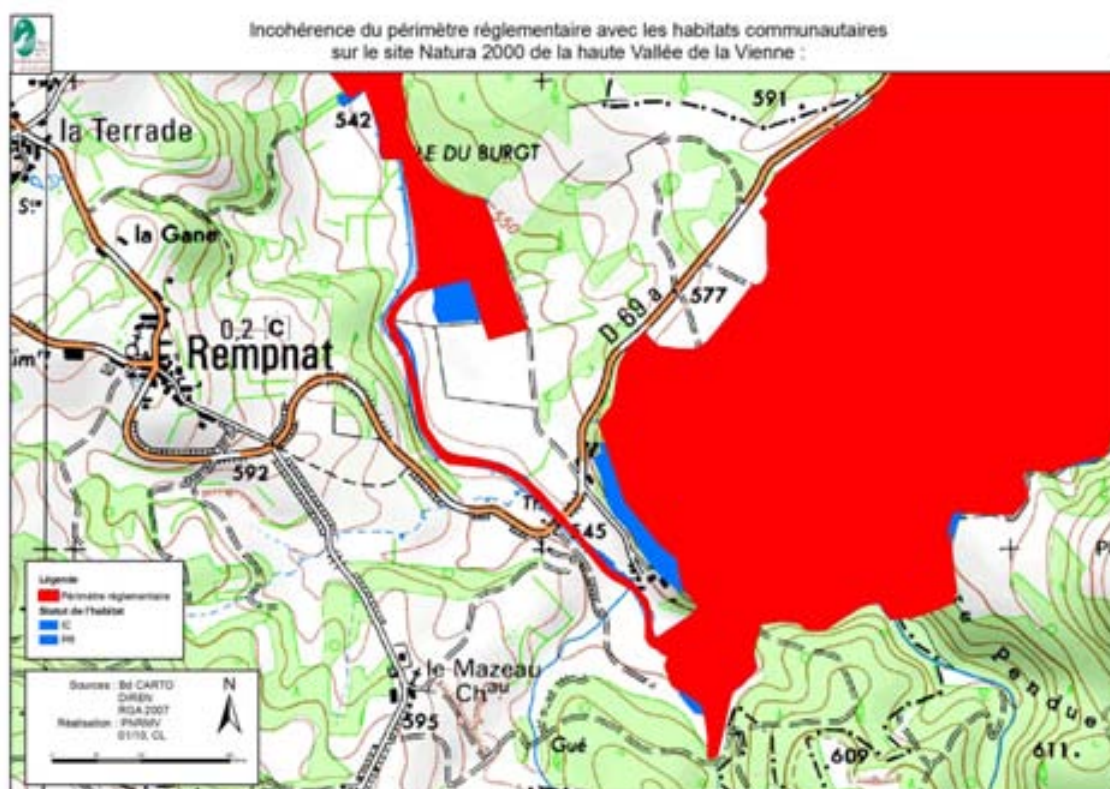 Incohérence du périmètre réglementaire avec les habitats communautaires
sur le site Natura 2000 de la haute Vallée de la Vienne :
591
542
la Terrade
LE DU BURGT
Sce
550
la Gane
577
D 69 a
0,2 C
Rempnat
592
545
Légende
Périmètre réglementaire
Statut de l'habitat
IC
PR
le Mazeau
Chau
595
Sources : Bd CARTO
DIREN
RGA 2007
Réalisation : PNRMV
01/10, CL
N
Gué
609
Pendue
611